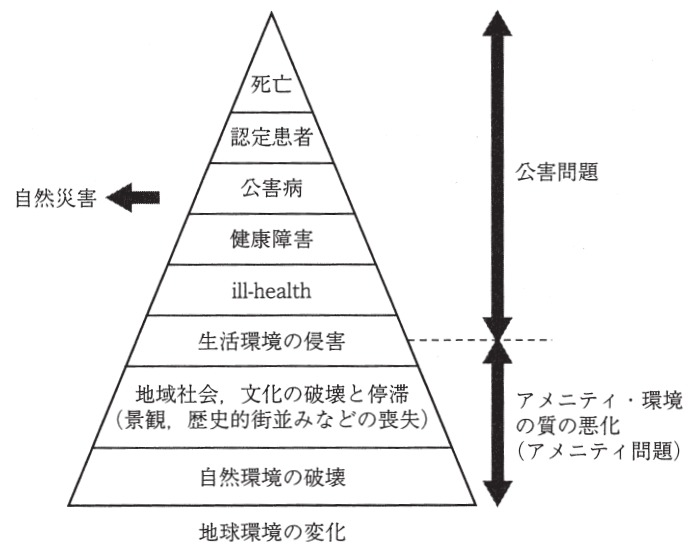 死亡
認定患者
公害病
健康障害
ill-health
生活環境の侵害
地域社会，文化の破壊と停滞
（景観，歴史的街並みなどの喪失）
自然環境の破壊
地球環境の変化
自然災害
公害問題
アメニティ・環境
の質の悪化
（アメニティ問題）